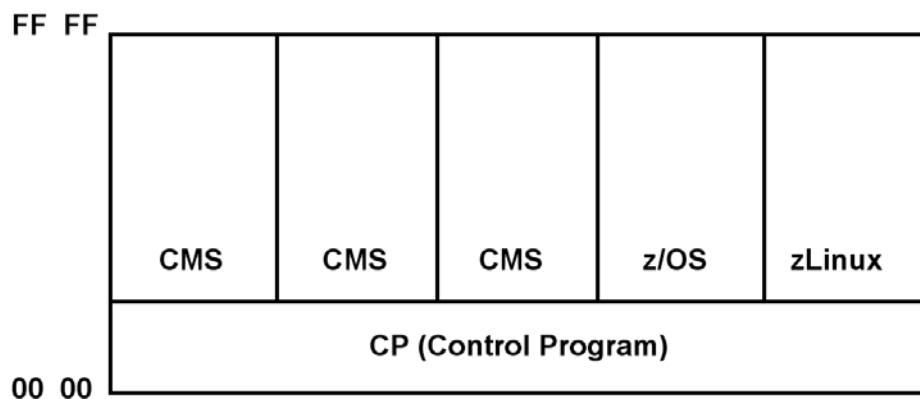 FF FF
CMS CMS CMS z/OS zLinux
CP (Control Program)
00 00